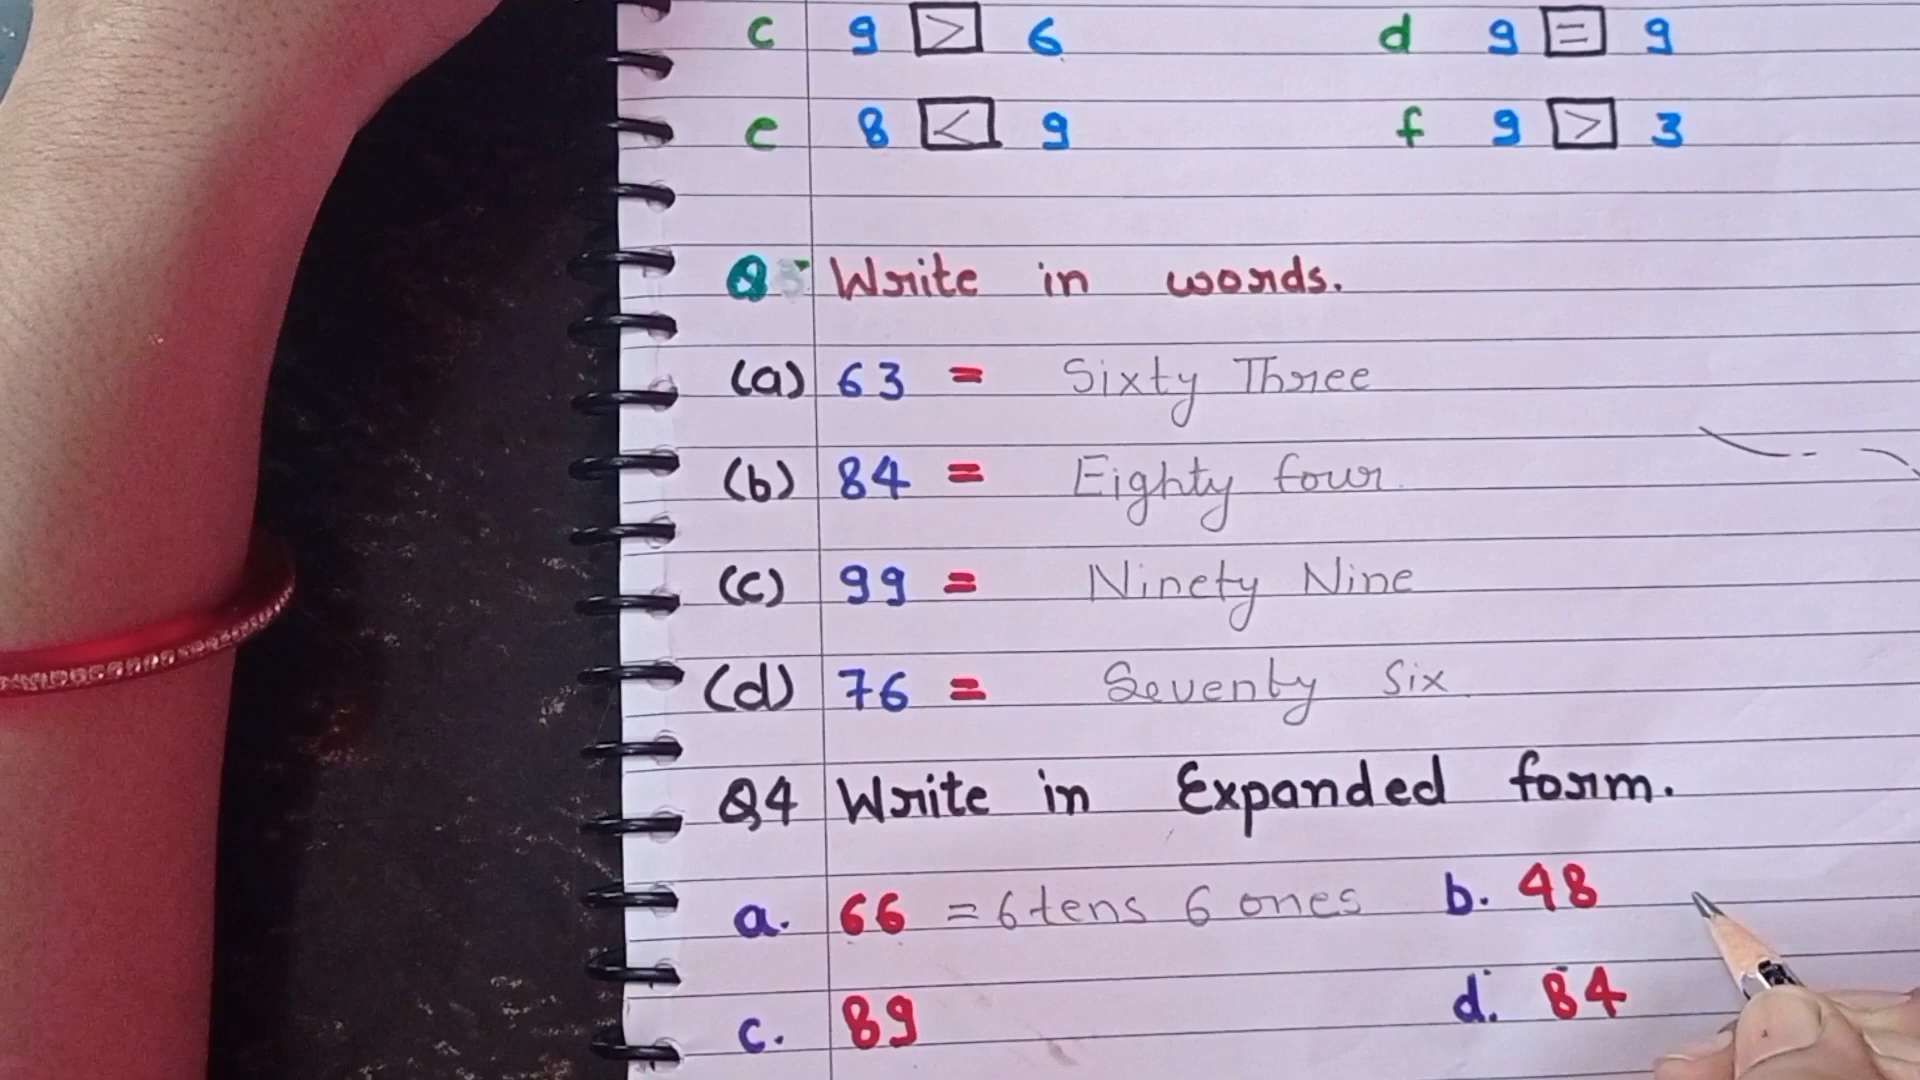 c 9 > 6 d 9 = 9
e 8 < 9 f 9 > 3
Q Write in words.
(a) 63 = Sixty Three
(b) 84 = Eighty four
(c) 99 = Ninety Nine
(d) 76 = Seventy Six
Q4 Write in Expanded form.
a. 66 = 6 tens 6 ones b. 48
c. 89 d. 84